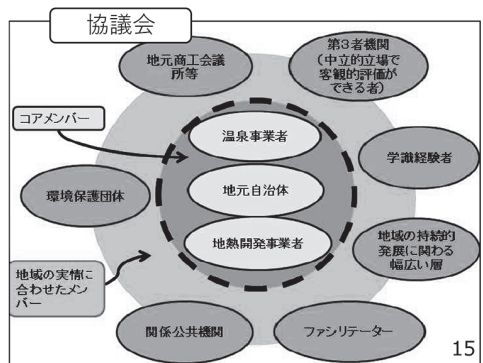 協議会
地元商工会議
所等
第3者機関
(中立的立場で
客観的評価が
できる者)
コアメンバー
温泉事業者
学識経験者
環境保護団体
地元自治体
地熱開発事業者
地域の持続的
発展に関わる
幅広い層
地域の実情に
合わせたメン
バー
関係公共機関
ファシリテーター
15